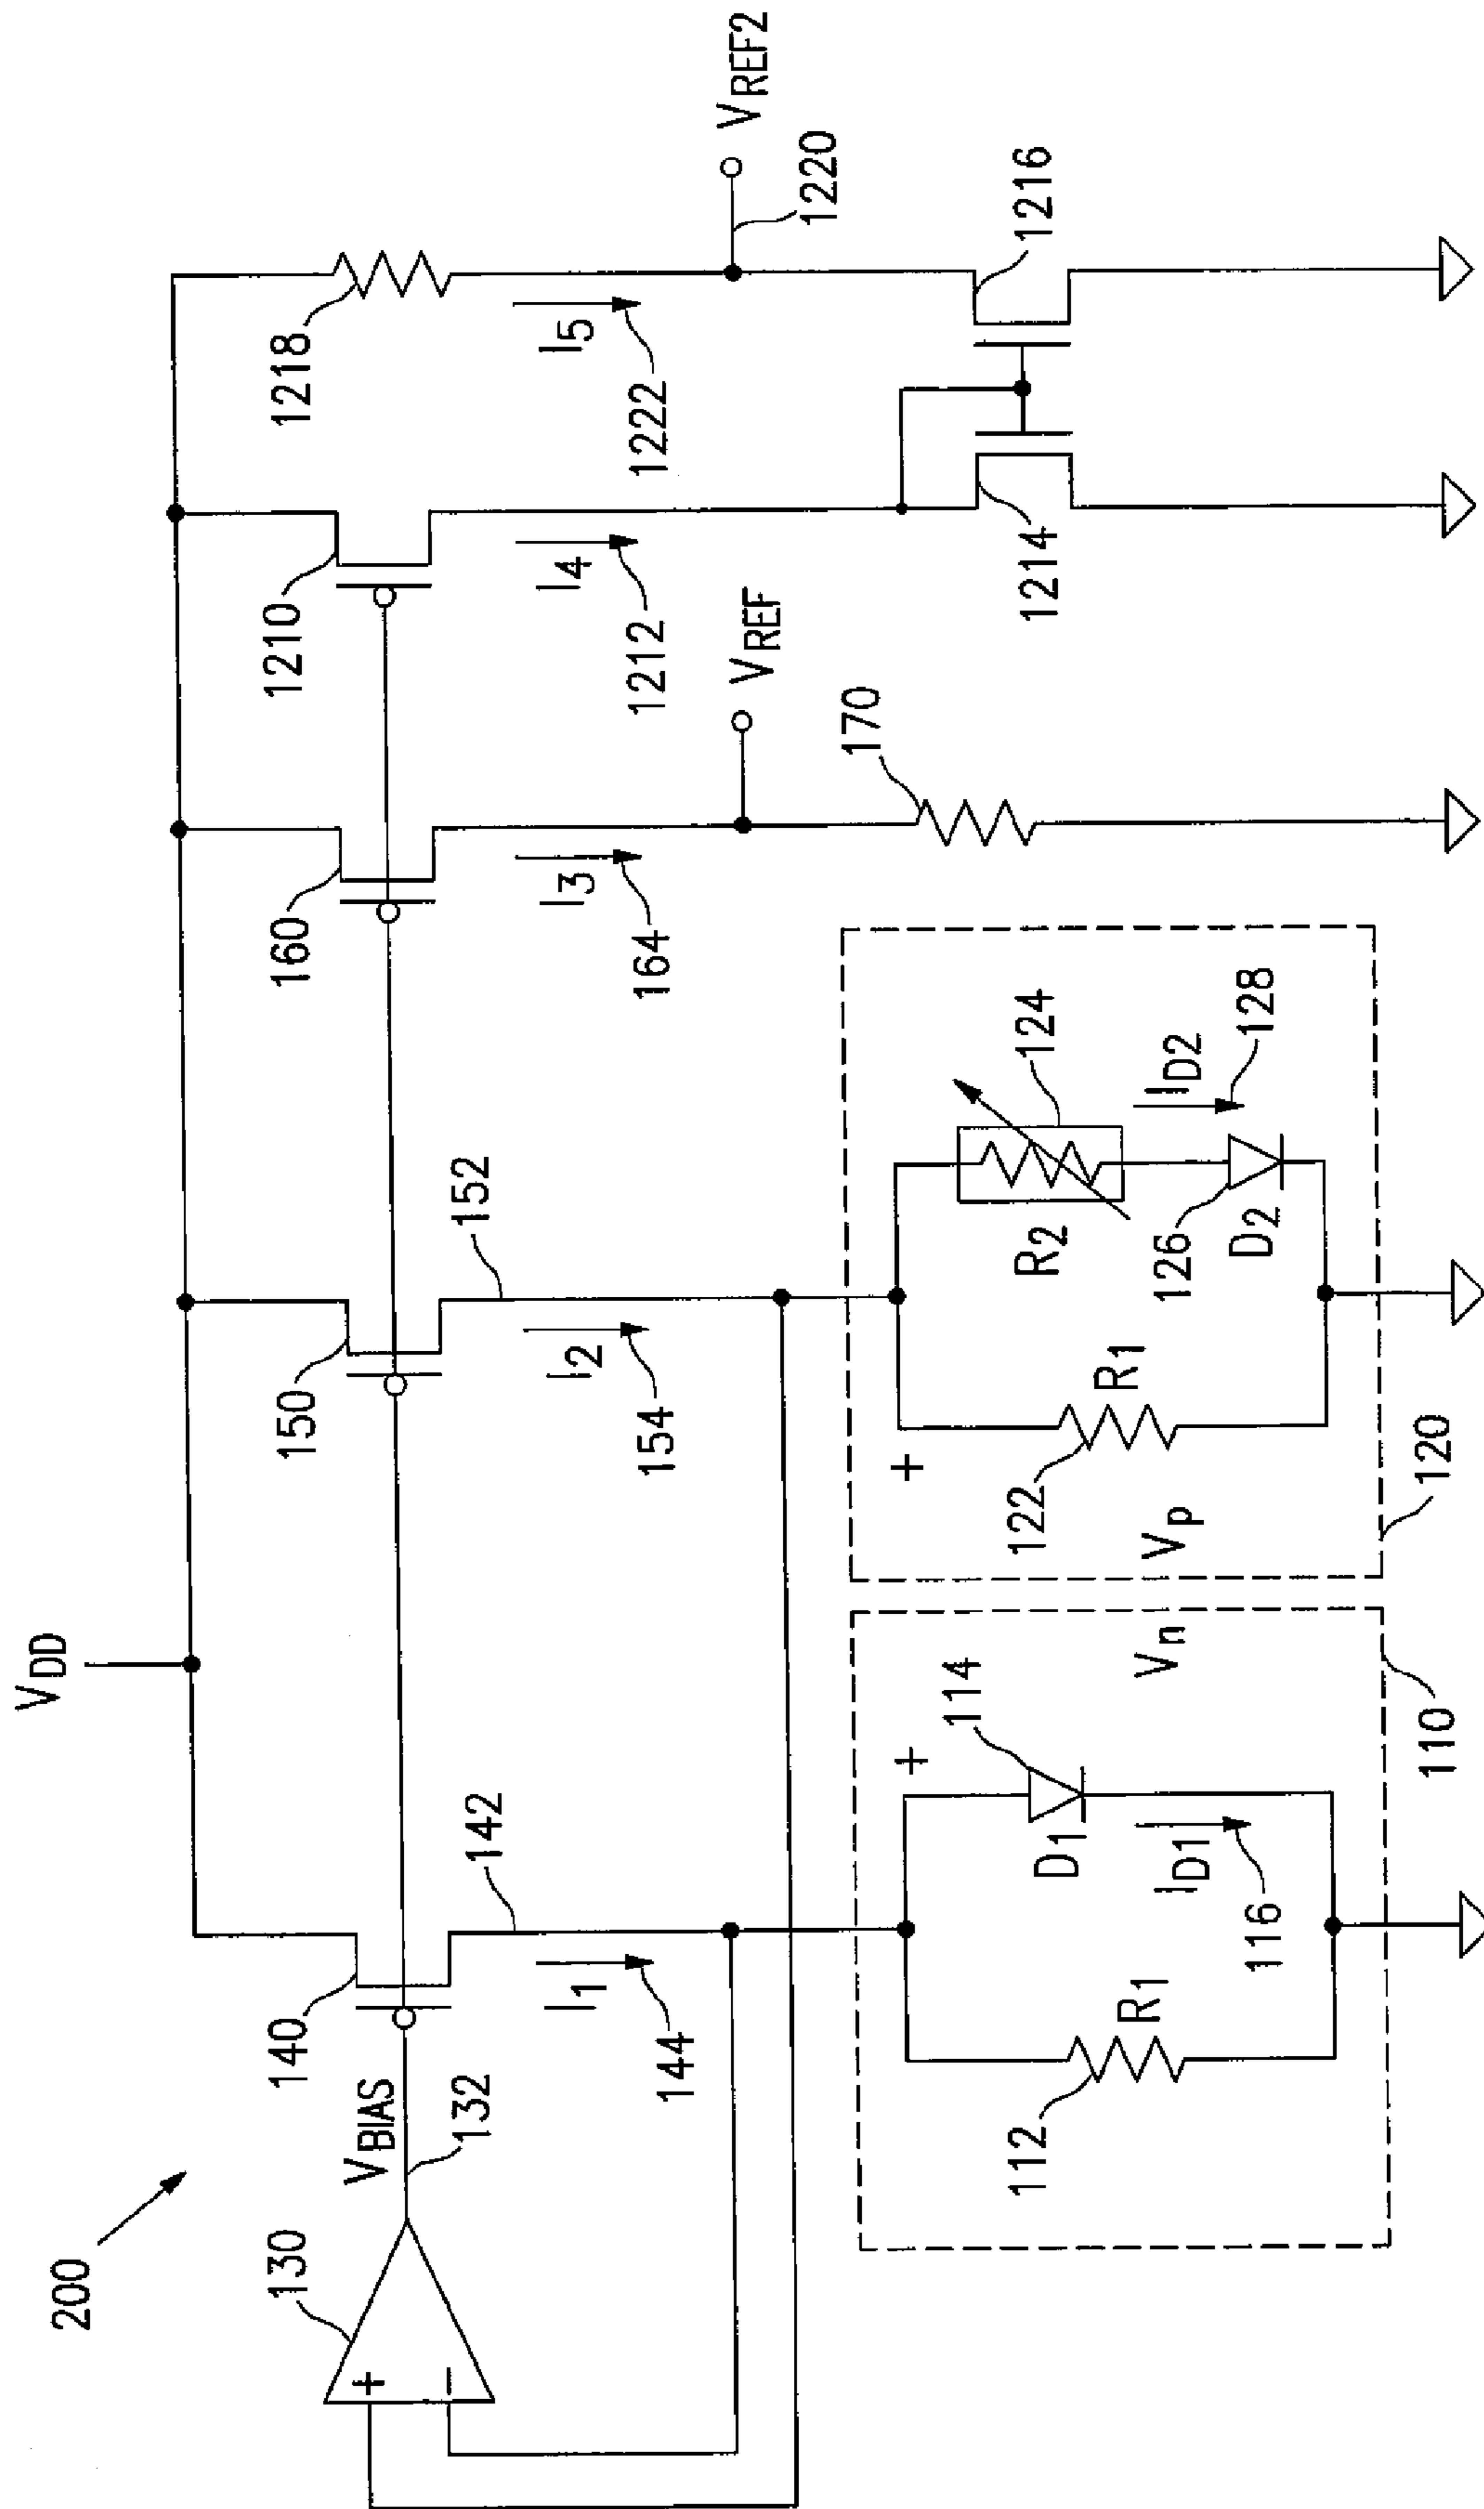 200
V_DD
130
+
−
V_BIAS
132
140
142
I_1
144
150
152
I_2
154
160
I_3
164
V_REF
170
1210
I_4
1212
1214
1218
I_5
1222
V_REF2
1220
1216
112
R_1
+
114
D_1
I_D1
116
V_n
110
+
V_p
122
R_1
R_2
124
126
D_2
I_D2
128
120